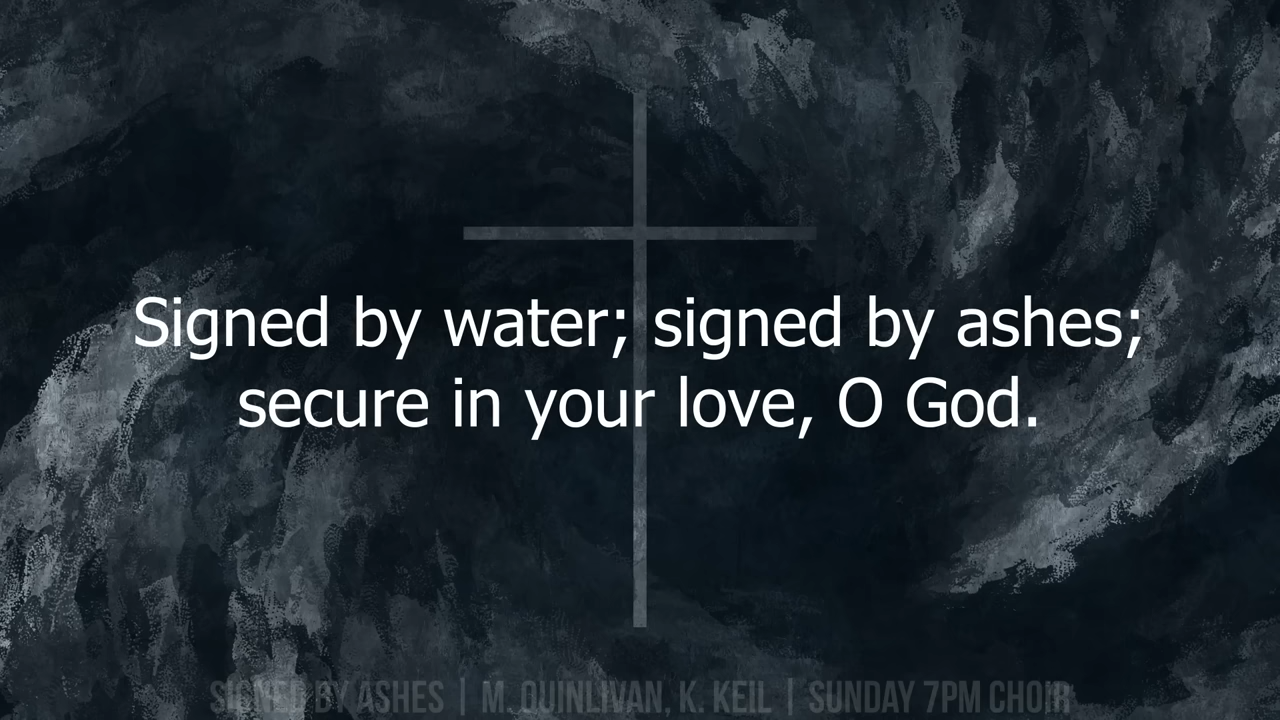 Signed by water; signed by ashes;
secure in your love, O God.
SIGNED BY ASHES | M. QUINLIVAN, K. KEIL | SUNDAY 7PM CHOIR